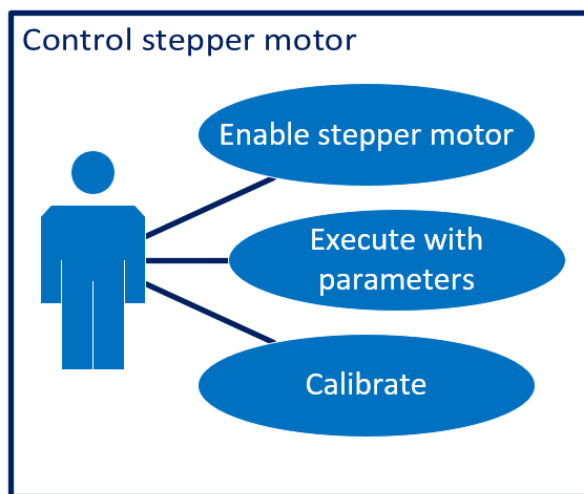 Control stepper motor
Enable stepper motor
Execute with
parameters
Calibrate